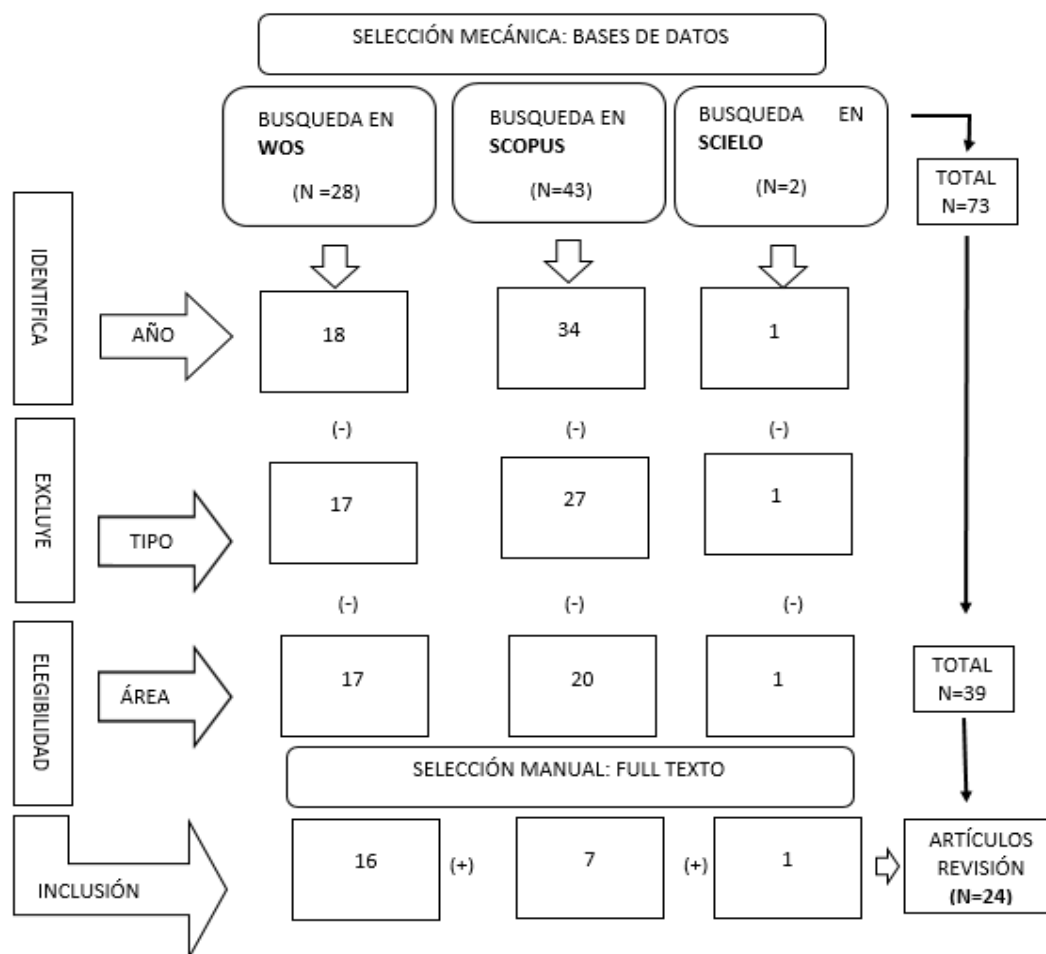 SELECCIÓN MECÁNICA: BASES DE DATOS
BUSQUEDA EN
WOS
(N =28)
BUSQUEDA EN
SCOPUS
(N=43)
BUSQUEDA EN
SCIELO
(N=2)
TOTAL
N=73
IDENTIFICA
AÑO
18
34
1
(-)
(-)
(-)
EXCLUYE
TIPO
17
27
1
(-)
(-)
(-)
ELEGIBILIDAD
ÁREA
17
20
1
TOTAL
N=39
SELECCIÓN MANUAL: FULL TEXTO
INCLUSIÓN
16
(+)
7
(+)
1
ARTÍCULOS
REVISIÓN
(N=24)